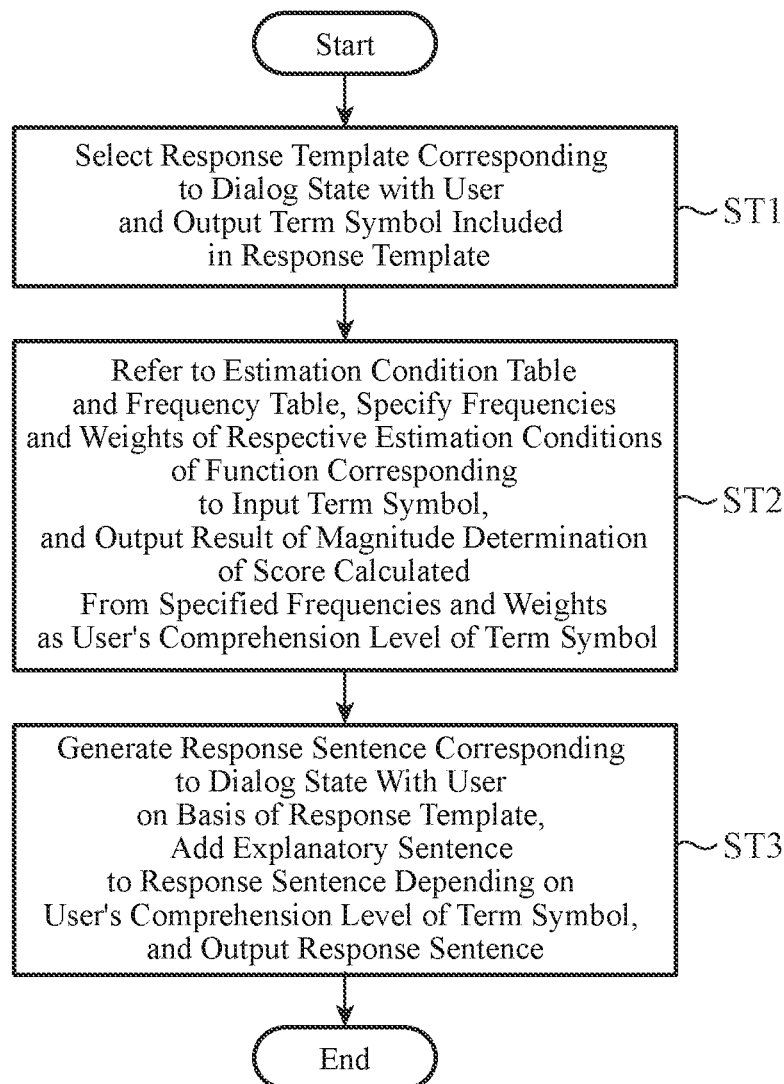 Start
Select Response Template Corresponding
to Dialog State with User
and Output Term Symbol Included
in Response Template
ST1
Refer to Estimation Condition Table
and Frequency Table, Specify Frequencies
and Weights of Respective Estimation Conditions
of Function Corresponding
to Input Term Symbol,
and Output Result of Magnitude Determination
of Score Calculated
From Specified Frequencies and Weights
as User's Comprehension Level of Term Symbol
ST2
Generate Response Sentence Corresponding
to Dialog State With User
on Basis of Response Template,
Add Explanatory Sentence
to Response Sentence Depending on
User's Comprehension Level of Term Symbol,
and Output Response Sentence
ST3
End